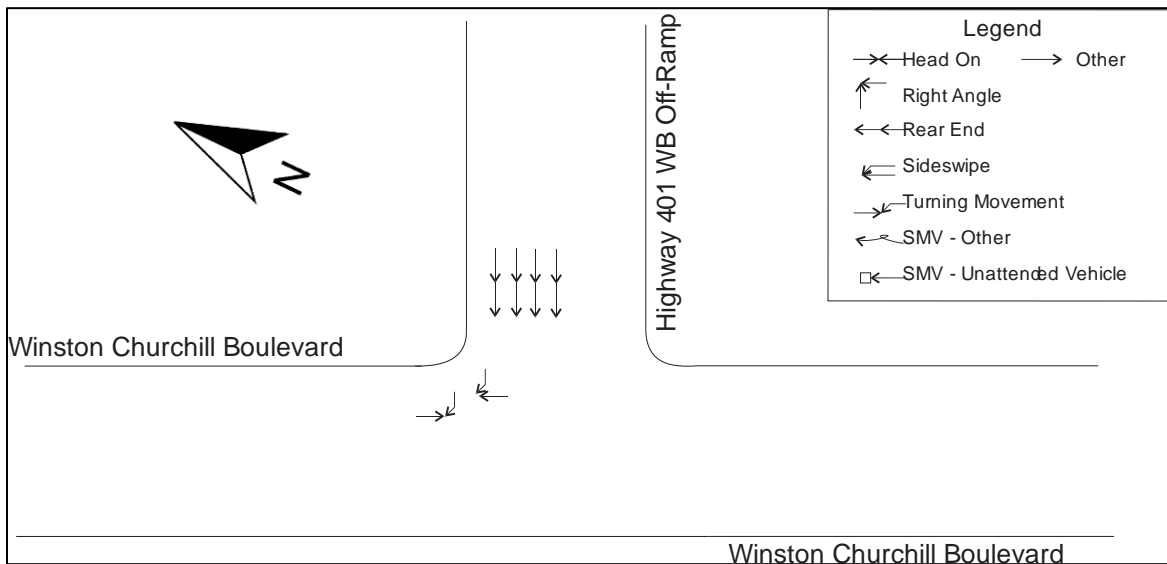 Legend
Head On
Other
Right Angle
Rear End
Sideswipe
Turning Movement
SMV - Other
SMV - Unattended Vehicle
Highway 401 WB Off-Ramp
N
Winston Churchill Boulevard
Winston Churchill Boulevard